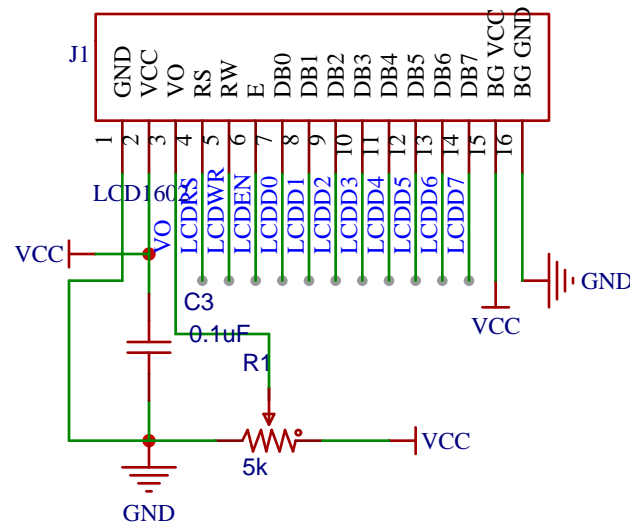 J1
GND
VCC
VO
RS
RW
E
DB0
DB1
DB2
DB3
DB4
DB5
DB6
DB7
BG VCC
BG GND
1
2
3
4
5
6
7
8
9
10
11
12
13
14
15
16
LCD1602
VO
LCDRS
LCDWR
LCDEN
LCDD0
LCDD1
LCDD2
LCDD3
LCDD4
LCDD5
LCDD6
LCDD7
VCC
GND
C3
0.1uF
VCC
R1
VCC
5k
GND